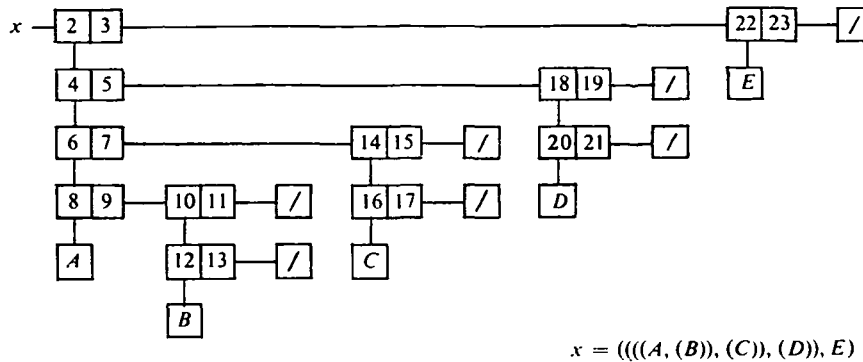 x 2 3 22 23 /
4 5 18 19 / E
6 7 14 15 / 20 21 /
8 9 10 11 / 16 17 / D
A 12 13 / C
B
x = ((((A, (B)), (C)), (D)), E)